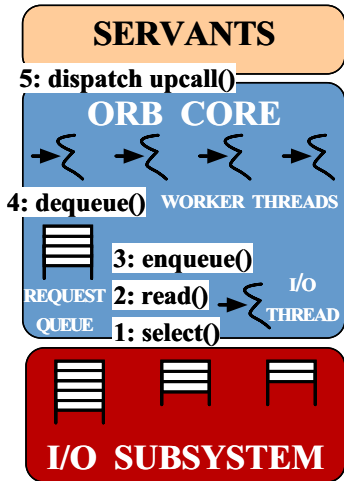 SERVANTS
5: dispatch upcall()
ORB CORE
4: dequeue()
WORKER THREADS
3: enqueue()
2: read()
1: select()
REQUEST
QUEUE
I/O
THREAD
I/O SUBSYSTEM